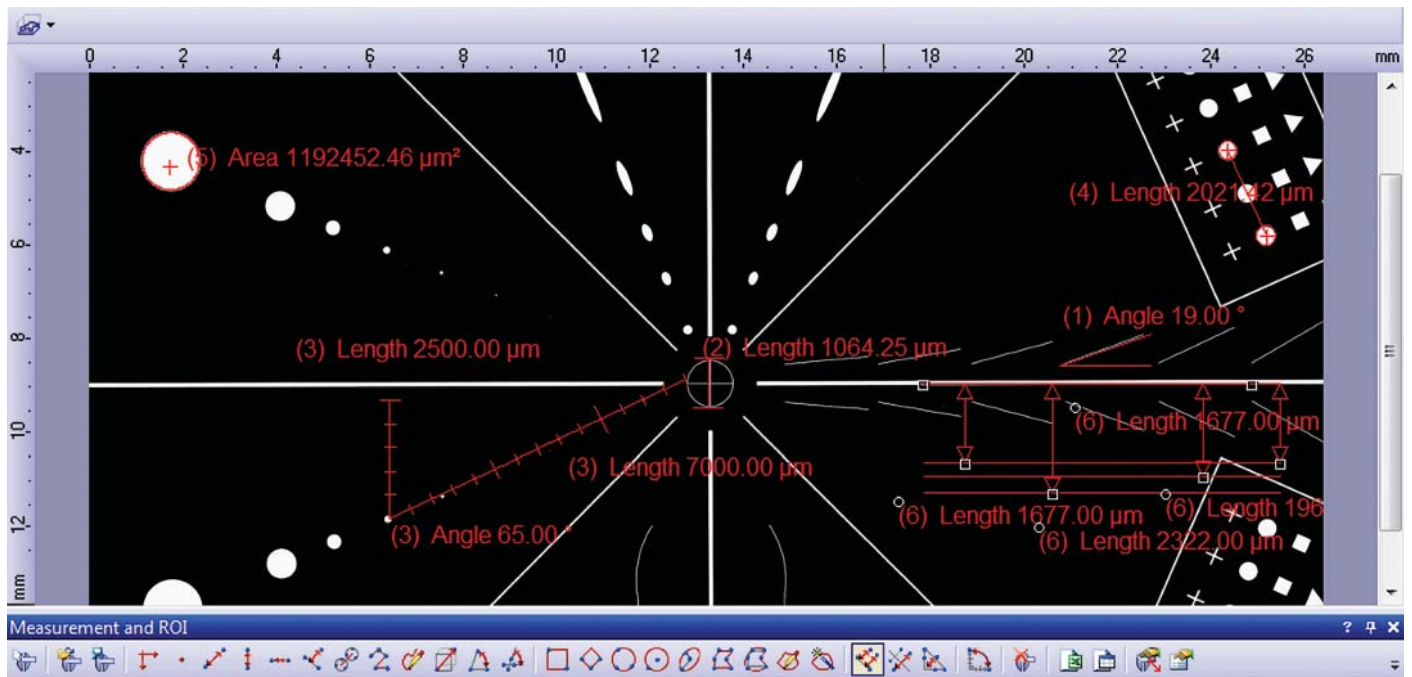 0 2 4 6 8 10 12 14 16 18 20 22 24 26 mm
4
(5) Area 1192452.46 µm²
(4) Length 2021.42 µm
6
(1) Angle 19.00 °
8
(3) Length 2500.00 µm
(2) Length 1064.25 µm
10
(6) Length 1677.00 µm
(3) Length 7000.00 µm
12
(6) Length 1677.00 µm
(6) Length 196
(3) Angle 65.00 °
(6) Length 2322.00 µm
mm
Measurement and ROI